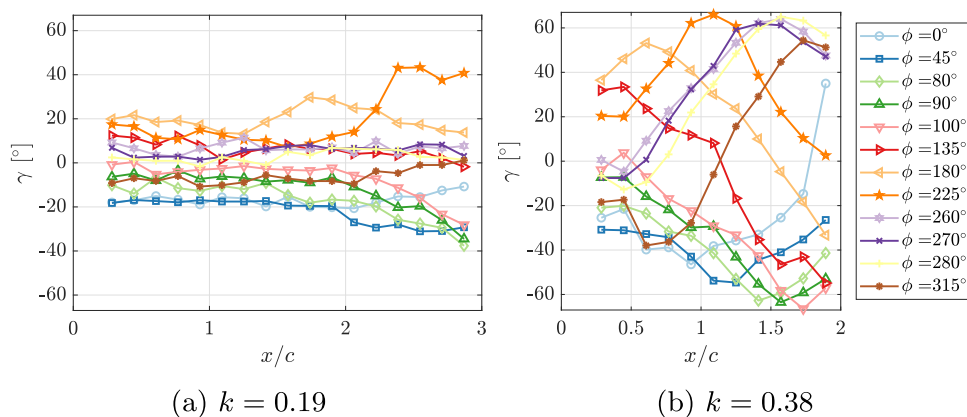 60
40
20
0
-20
-40
-60
γ [°]
0 1 2 3
x/c
(a) k = 0.19
60
40
20
0
-20
-40
-60
γ [°]
0 0.5 1 1.5 2
x/c
(b) k = 0.38
ϕ =0°
ϕ =45°
ϕ =80°
ϕ =90°
ϕ =100°
ϕ =135°
ϕ =180°
ϕ =225°
ϕ =260°
ϕ =270°
ϕ =280°
ϕ =315°